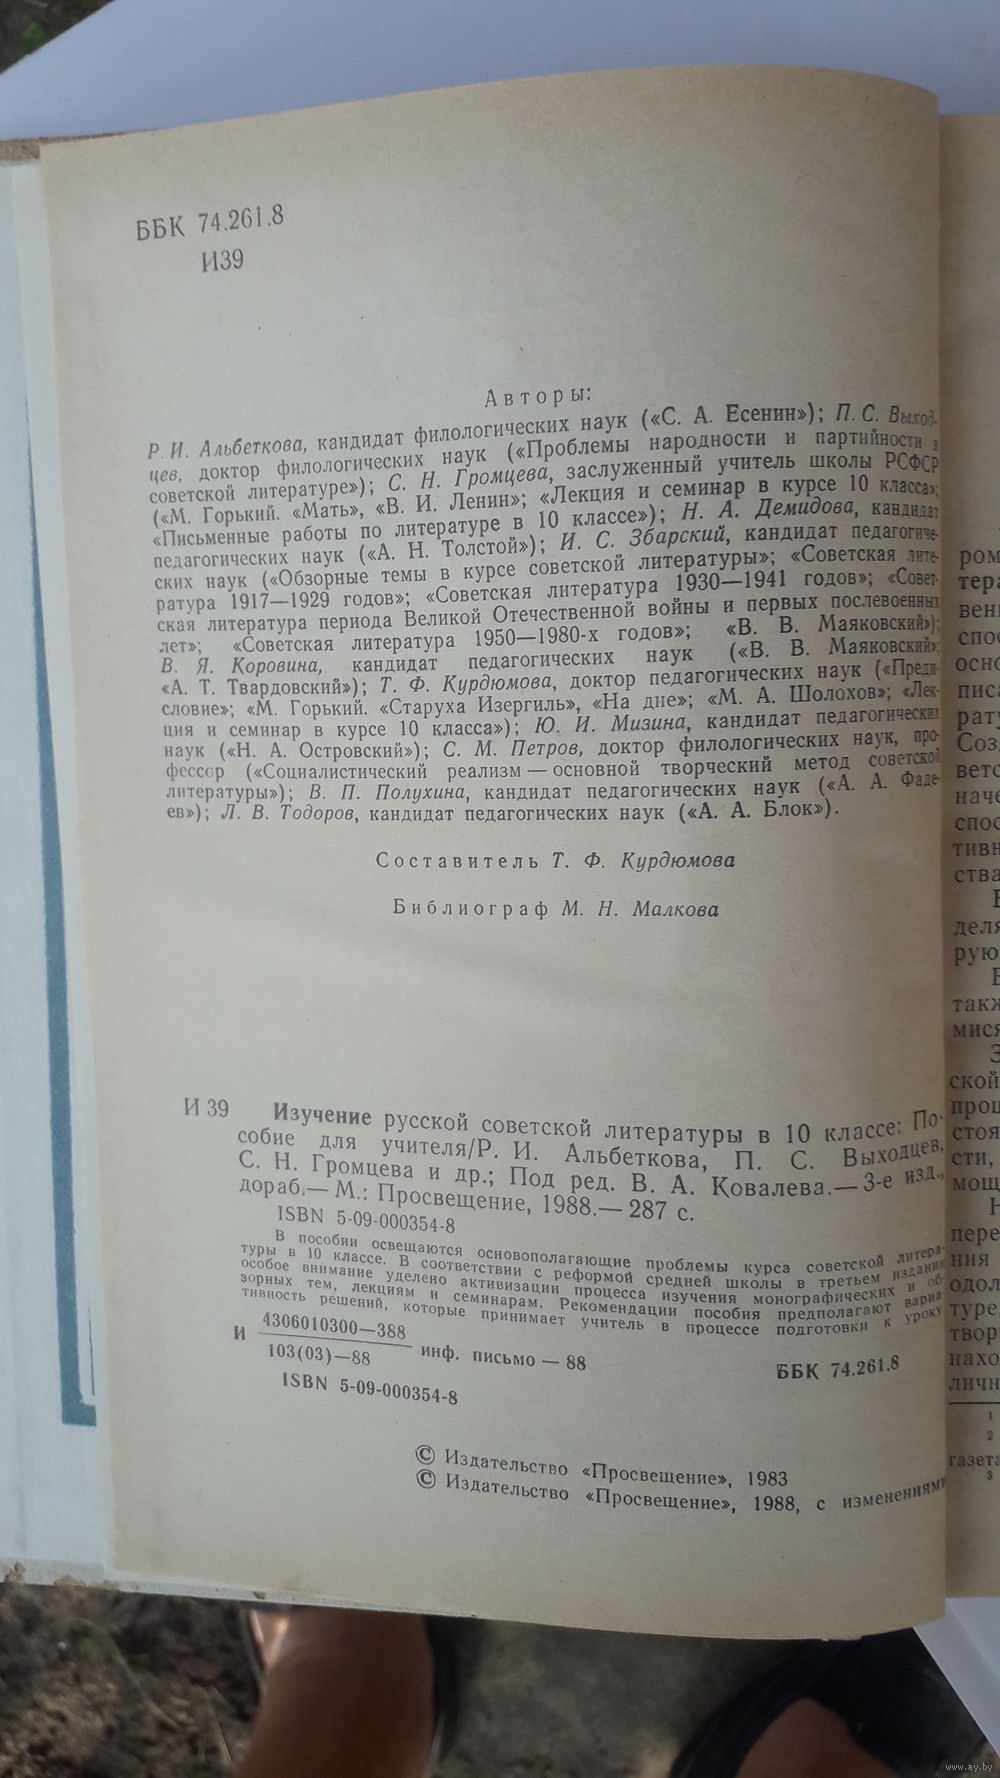 ББК 74.261.8
И39
Авторы:
Р. И. Альбеткова, кандидат филологических наук («С. А. Есенин»); П. С. Выход-
цев, доктор филологических наук («Проблемы народности и партийности в
советской литературе»); С. Н. Громцева, заслуженный учитель школы РСФСР
(«М. Горький. «Мать», «В. И. Ленин»; «Лекция и семинар в курсе 10 класса»;
«Письменные работы по литературе в 10 классе»); Н. А. Демидова, кандидат
педагогических наук («А. Н. Толстой»); И. С. Збарский, кандидат педагогиче-
ских наук («Обзорные темы в курсе советской литературы»; «Советская лите-
ратура 1917—1929 годов»; «Советская литература 1930—1941 годов»; «Совет-
ская литература периода Великой Отечественной войны и первых послевоенных
лет»; «Советская литература 1950—1980-х годов»; «В. В. Маяковский»);
В. Я. Коровина, кандидат педагогических наук («В. В. Маяковский»;
«А. Т. Твардовский»); Т. Ф. Курдюмова, доктор педагогических наук («Преди-
словие»; «М. Горький. «Старуха Изергиль», «На дне»; «М. А. Шолохов»; «Лек-
ция и семинар в курсе 10 класса»); Ю. И. Мизина, кандидат педагогических
наук («Н. А. Островский»); С. М. Петров, доктор филологических наук, про-
фессор («Социалистический реализм — основной творческий метод советской
литературы»); В. П. Полухина, кандидат педагогических наук («А. А. Фаде-
ев»); Л. В. Тодоров, кандидат педагогических наук («А. А. Блок»).
Составитель Т. Ф. Курдюмова
Библиограф М. Н. Малкова
И 39 Изучение русской советской литературы в 10 классе: По-
собие для учителя/Р. И. Альбеткова, П. С. Выходцев,
С. Н. Громцева и др.; Под ред. В. А. Ковалева.— 3-е изд.,
дораб.— М.: Просвещение, 1988.— 287 с.
ISBN 5-09-000354-8
В пособии освещаются основополагающие проблемы курса советской литера-
туры в 10 классе. В соответствии с реформой средней школы в третьем издании
особое внимание уделено активизации процесса изучения монографических и об-
зорных тем, лекциям и семинарам. Рекомендации пособия предполагают вариа-
тивность решений, которые принимает учитель в процессе подготовки к уроку.
И 4306010300—388
103(03)—88 инф. письмо — 88 ББК 74.261.8
ISBN 5-09-000354-8
© Издательство «Просвещение», 1983
© Издательство «Просвещение», 1988, с изменениями
www.ay.by